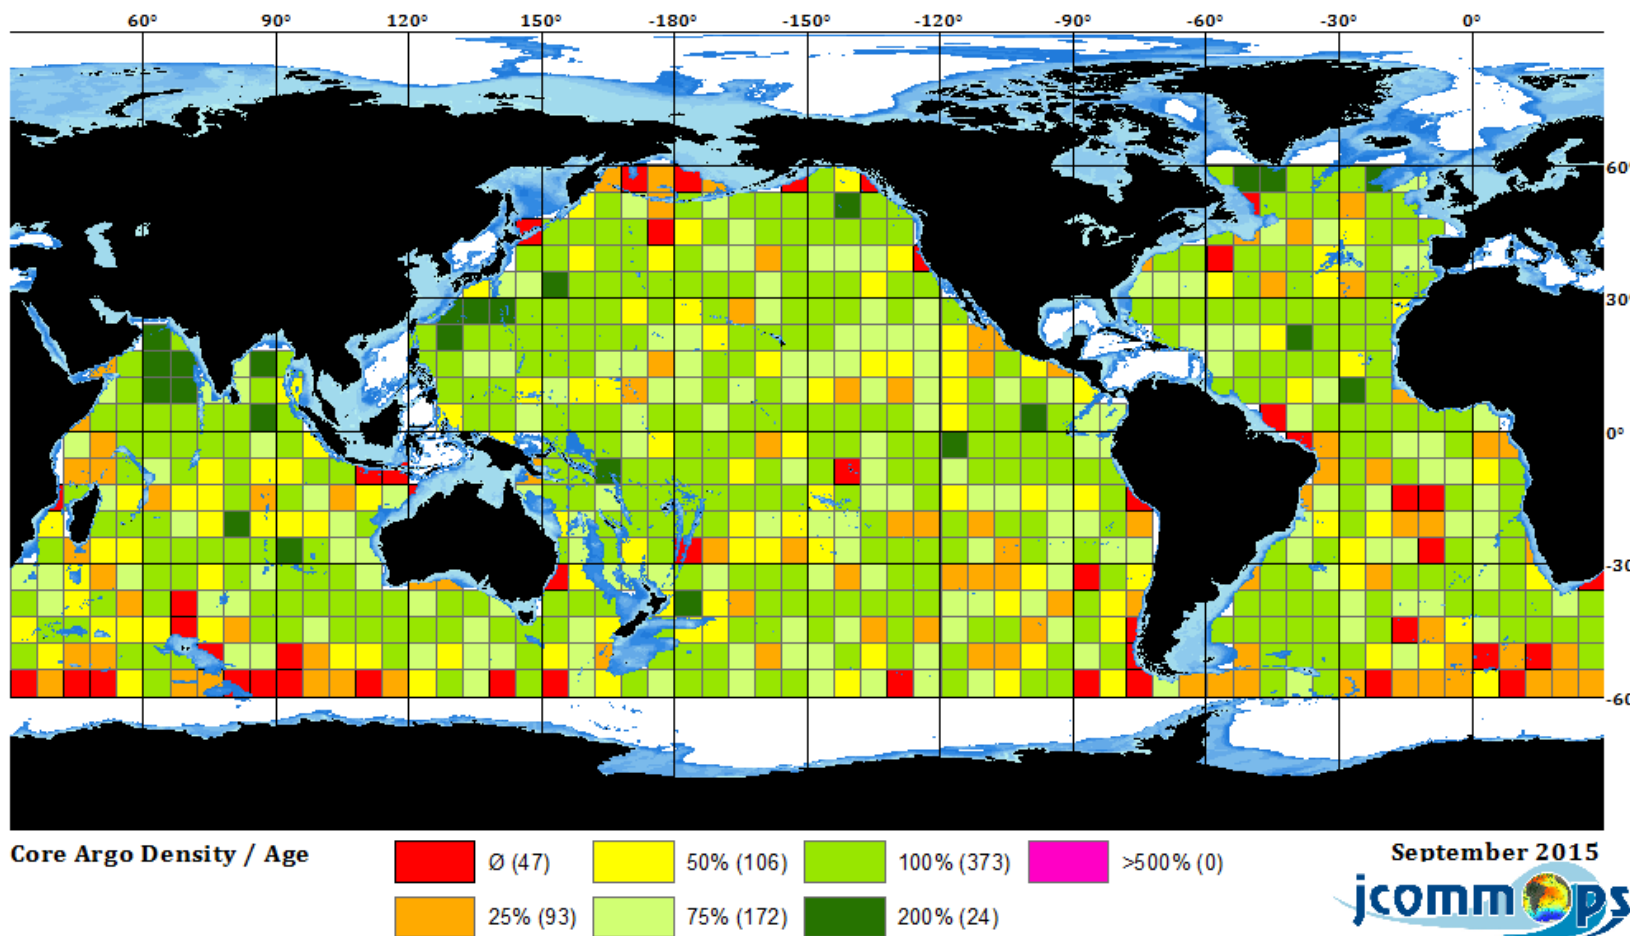 60° 90° 120° 150° -180° -150° -120° -90° -60° -30° 0°
60°
30°
0°
-30
-60
Core Argo Density / Age
September 2015
Ø (47) 50% (106) 100% (373) >500% (0)
25% (93) 75% (172) 200% (24)
jcommops